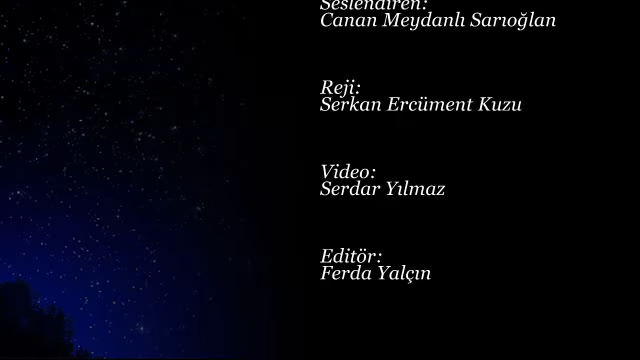 Seslendiren:
Canan Meydanlı Sarıoğlan
Reji:
Serkan Ercüment Kuzu
Video:
Serdar Yılmaz
Editör:
Ferda Yalçın